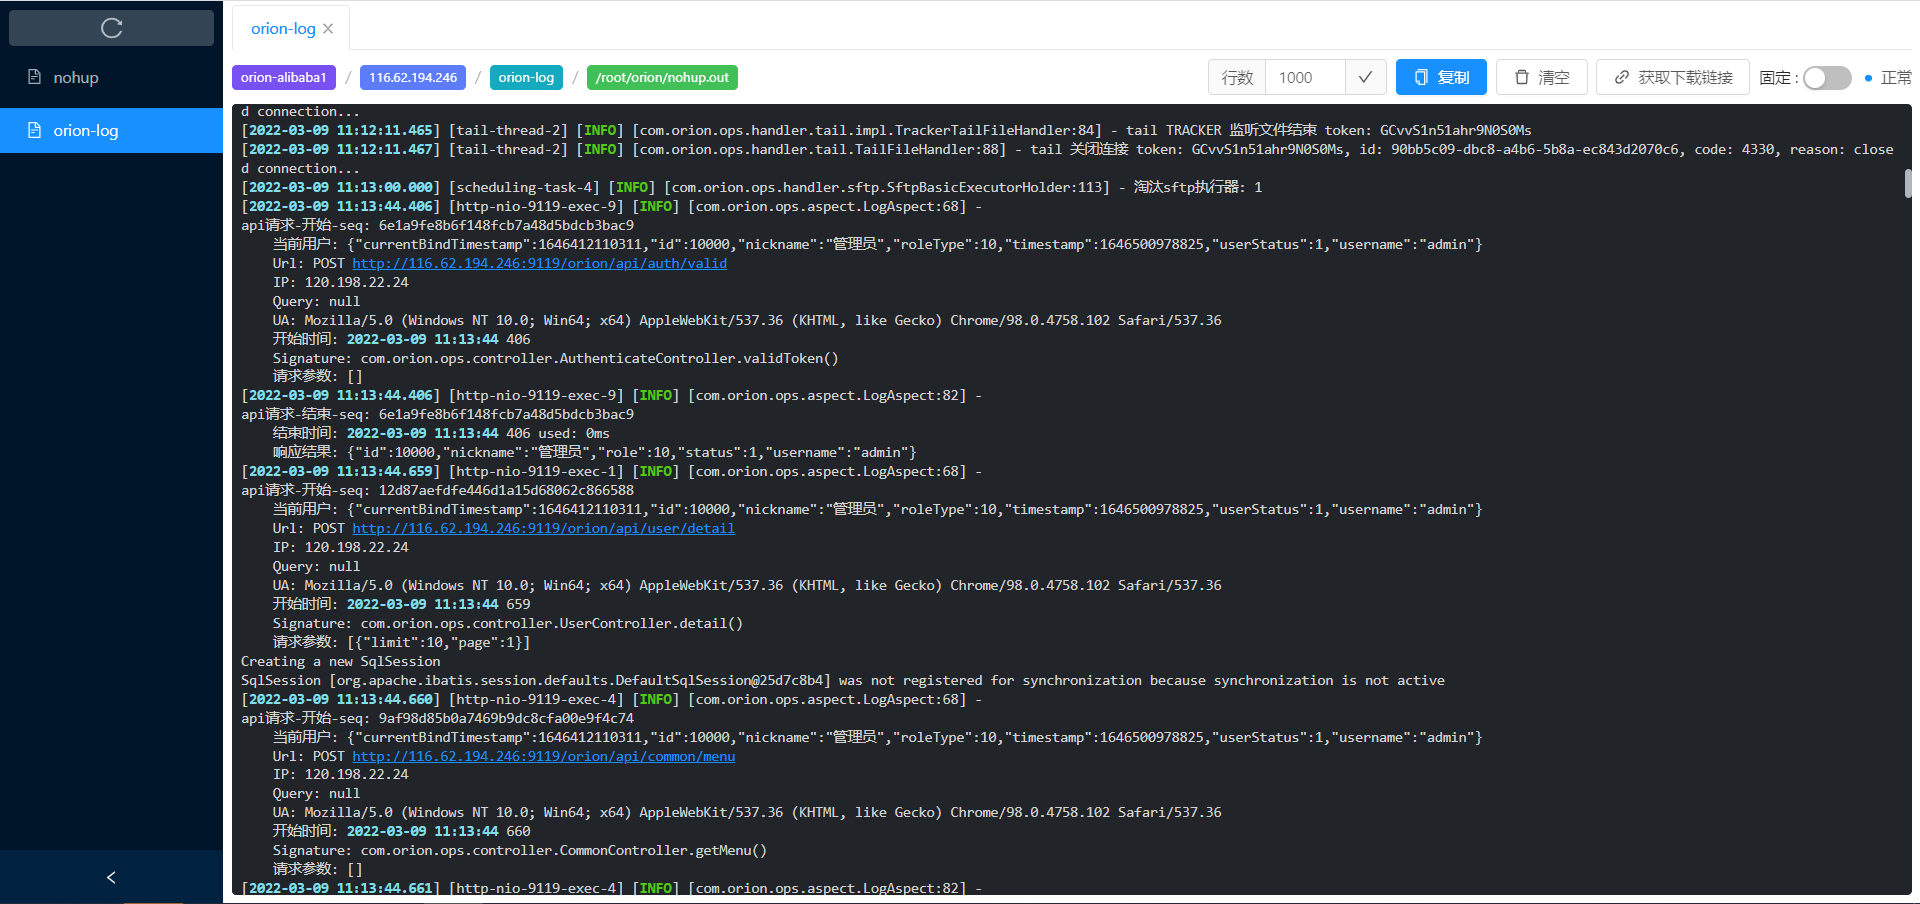 orion-log
nohup
orion-log
orion-alibaba1 / 116.62.194.246 / orion-log / /root/orion/nohup.out
行数 1000 复制 清空 获取下载链接 固定 : 正常
d connection...
[2022-03-09 11:12:11.465] [tail-thread-2] [INFO] [com.orion.ops.handler.tail.impl.TrackerTailFileHandler:84] - tail TRACKER 监听文件结束 token: GCvvS1n51ahr9N0S0Ms
[2022-03-09 11:12:11.467] [tail-thread-2] [INFO] [com.orion.ops.handler.tail.TailFileHandler:88] - tail 关闭连接 token: GCvvS1n51ahr9N0S0Ms, id: 90bb5c09-dbc8-a4b6-5b8a-ec843d2070c6, code: 4330, reason: close
d connection...
[2022-03-09 11:13:00.000] [scheduling-task-4] [INFO] [com.orion.ops.handler.sftp.SftpBasicExecutorHolder:113] - 淘汰sftp执行器: 1
[2022-03-09 11:13:44.406] [http-nio-9119-exec-9] [INFO] [com.orion.ops.aspect.LogAspect:68] -
api请求-开始-seq: 6e1a9fe8b6f148fcb7a48d5bdcb3bac9
当前用户: {"currentBindTimestamp":1646412110311,"id":10000,"nickname":"管理员","roleType":10,"timestamp":1646500978825,"userStatus":1,"username":"admin"}
Url: POST http://116.62.194.246:9119/orion/api/auth/valid
IP: 120.198.22.24
Query: null
UA: Mozilla/5.0 (Windows NT 10.0; Win64; x64) AppleWebKit/537.36 (KHTML, like Gecko) Chrome/98.0.4758.102 Safari/537.36
开始时间: 2022-03-09 11:13:44 406
Signature: com.orion.ops.controller.AuthenticateController.validToken()
请求参数: []
[2022-03-09 11:13:44.406] [http-nio-9119-exec-9] [INFO] [com.orion.ops.aspect.LogAspect:82] -
api请求-结束-seq: 6e1a9fe8b6f148fcb7a48d5bdcb3bac9
结束时间: 2022-03-09 11:13:44 406 used: 0ms
响应结果: {"id":10000,"nickname":"管理员","role":10,"status":1,"username":"admin"}
[2022-03-09 11:13:44.659] [http-nio-9119-exec-1] [INFO] [com.orion.ops.aspect.LogAspect:68] -
api请求-开始-seq: 12d87aefdfe446d1a15d68062c866588
当前用户: {"currentBindTimestamp":1646412110311,"id":10000,"nickname":"管理员","roleType":10,"timestamp":1646500978825,"userStatus":1,"username":"admin"}
Url: POST http://116.62.194.246:9119/orion/api/user/detail
IP: 120.198.22.24
Query: null
UA: Mozilla/5.0 (Windows NT 10.0; Win64; x64) AppleWebKit/537.36 (KHTML, like Gecko) Chrome/98.0.4758.102 Safari/537.36
开始时间: 2022-03-09 11:13:44 659
Signature: com.orion.ops.controller.UserController.detail()
请求参数: [{"limit":10,"page":1}]
Creating a new SqlSession
SqlSession [org.apache.ibatis.session.defaults.DefaultSqlSession@25d7c8b4] was not registered for synchronization because synchronization is not active
[2022-03-09 11:13:44.660] [http-nio-9119-exec-4] [INFO] [com.orion.ops.aspect.LogAspect:68] -
api请求-开始-seq: 9af98d85b0a7469b9dc8cfa00e9f4c74
当前用户: {"currentBindTimestamp":1646412110311,"id":10000,"nickname":"管理员","roleType":10,"timestamp":1646500978825,"userStatus":1,"username":"admin"}
Url: POST http://116.62.194.246:9119/orion/api/common/menu
IP: 120.198.22.24
Query: null
UA: Mozilla/5.0 (Windows NT 10.0; Win64; x64) AppleWebKit/537.36 (KHTML, like Gecko) Chrome/98.0.4758.102 Safari/537.36
开始时间: 2022-03-09 11:13:44 660
Signature: com.orion.ops.controller.CommonController.getMenu()
请求参数: []
[2022-03-09 11:13:44.661] [http-nio-9119-exec-4] [INFO] [com.orion.ops.aspect.LogAspect:82] -